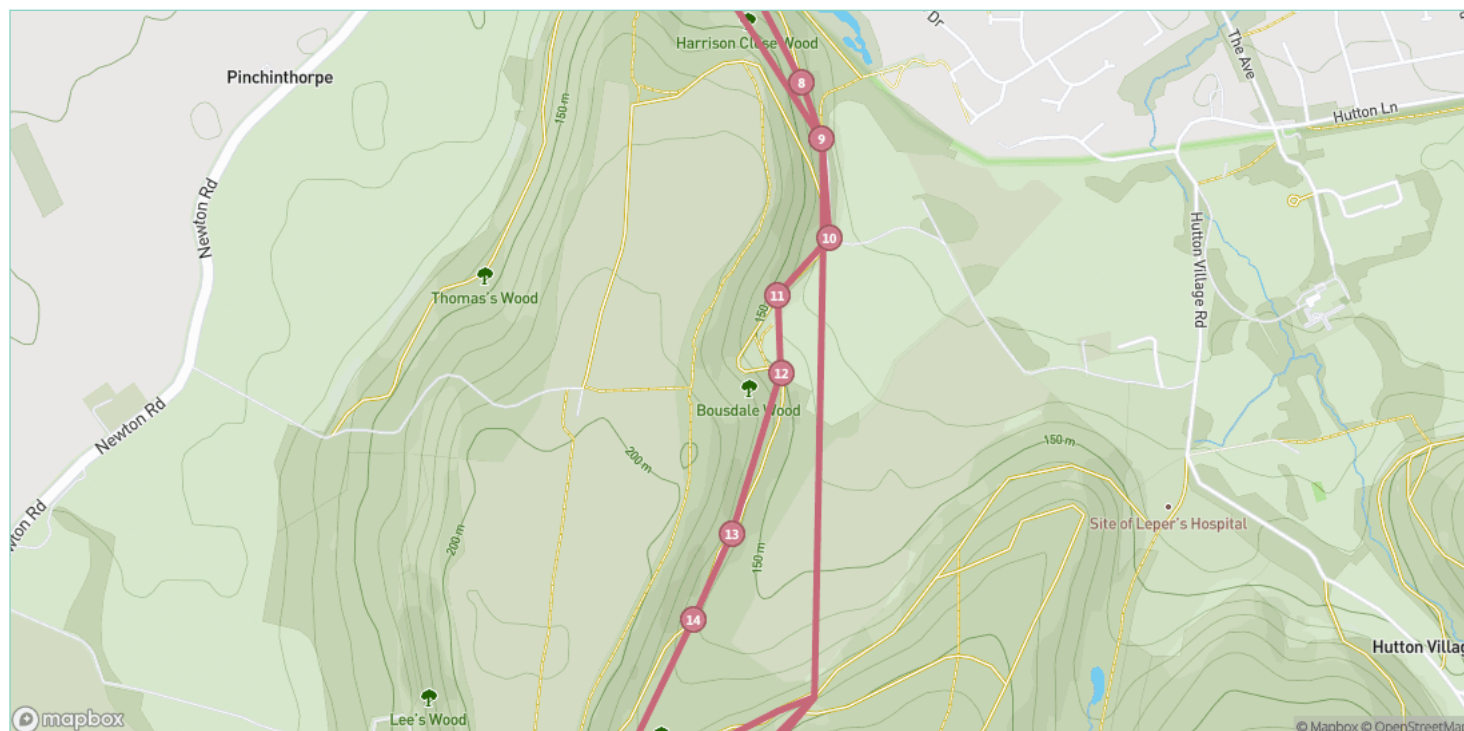 Dr
Harrison Close Wood
The Ave
Pinchinthorpe
8
150 m
Hutton Ln
9
Newton Rd
10
Hutton Village Rd
Thomas's Wood
11
150
12
Bousdale Wood
Newton Rd
150 m
200 m
Site of Leper's Hospital
200 m
13
150 m
14
Hutton Villag
Lee's Wood
mapbox
© Mapbox © OpenStreetMap